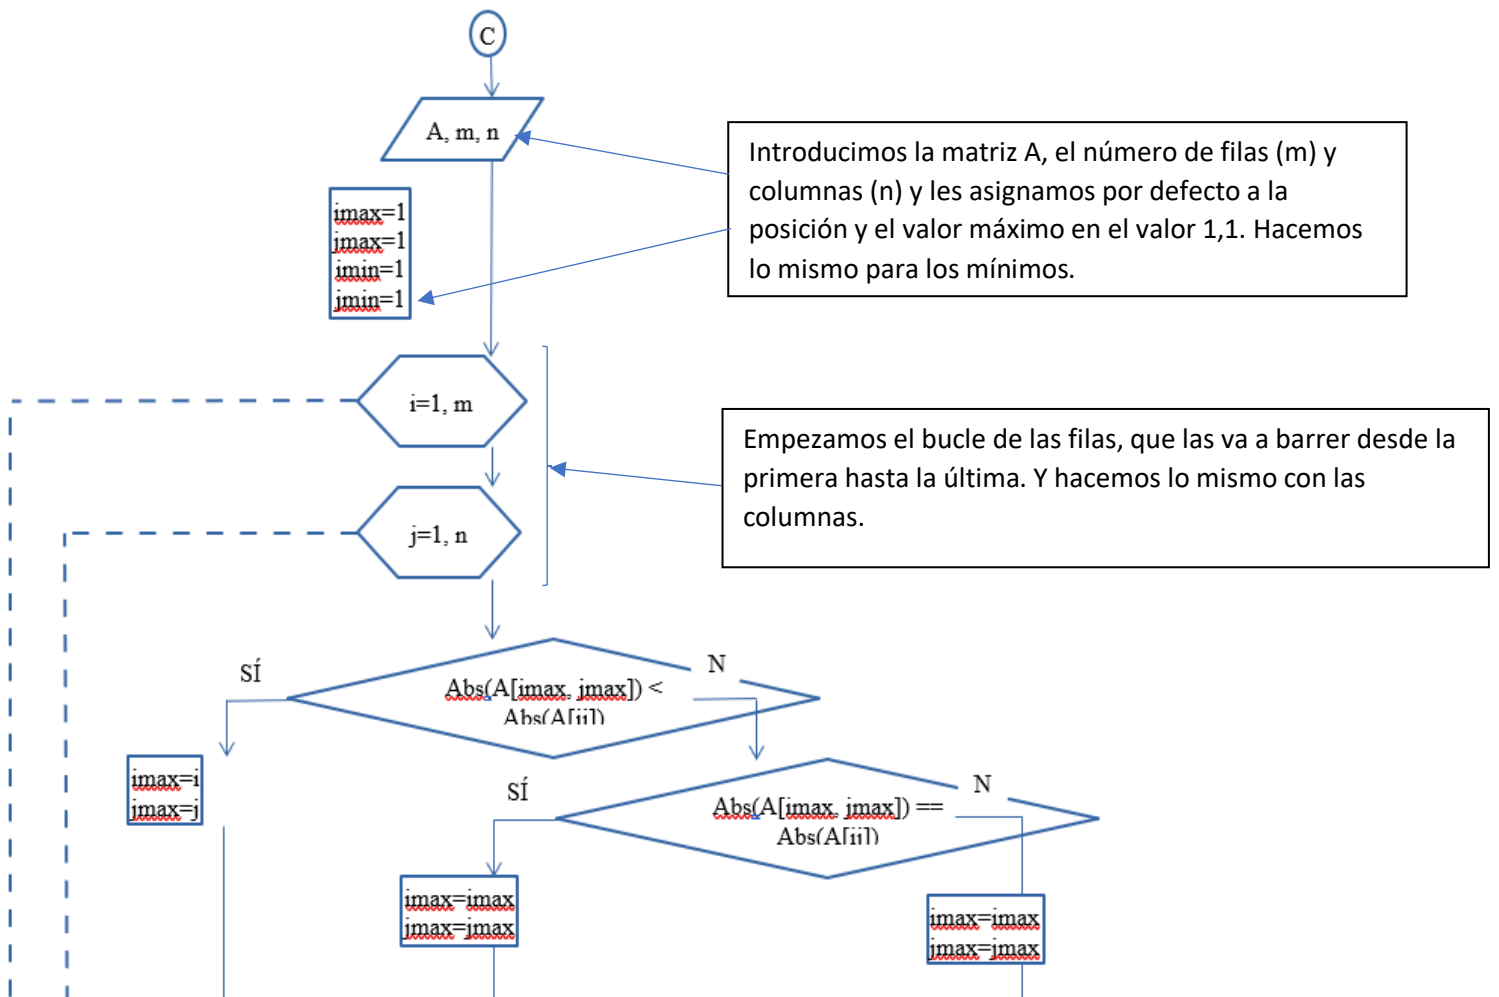 C
A, m, n
Introducimos la matriz A, el número de filas (m) y
columnas (n) y les asignamos por defecto a la
posición y el valor máximo en el valor 1,1. Hacemos
lo mismo para los mínimos.
imax=1
jmax=1
imin=1
jmin=1
i=1, m
Empezamos el bucle de las filas, que las va a barrer desde la
primera hasta la última. Y hacemos lo mismo con las
columnas.
j=1, n
SÍ
N
Abs(A[imax, jmax]) <
Abs(A[ij])
imax=i
jmax=j
SÍ
N
Abs(A[imax, jmax]) ==
Abs(A[ij])
imax=imax
jmax=jmax
imax=imax
jmax=jmax